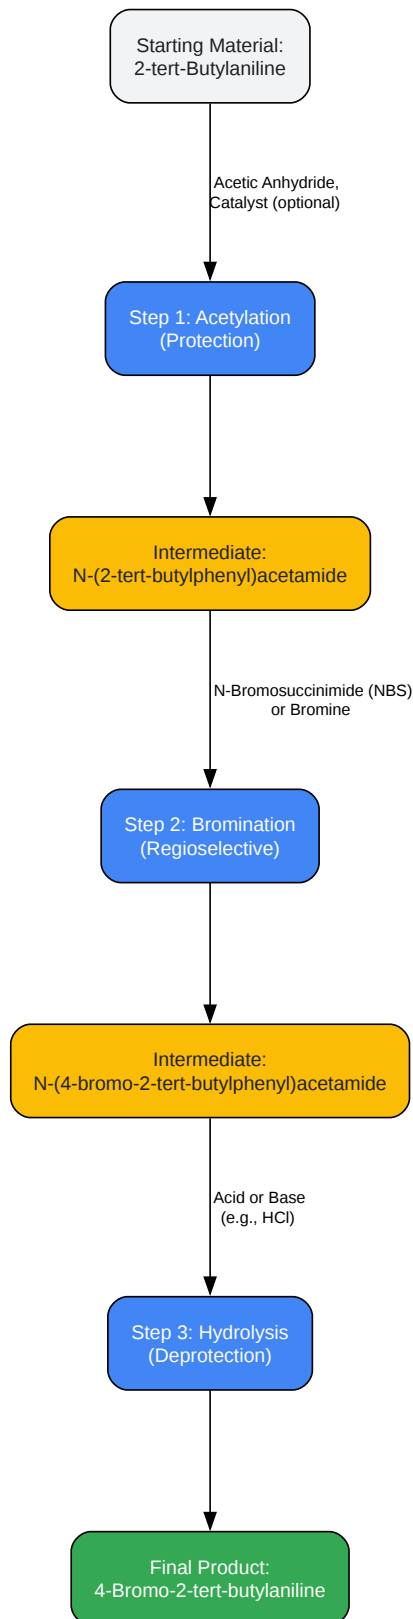 Starting Material:
2-tert-Butylaniline
Acetic Anhydride,
Catalyst (optional)
Step 1: Acetylation
(Protection)
Intermediate:
N-(2-tert-butylphenyl)acetamide
N-Bromosuccinimide (NBS)
or Bromine
Step 2: Bromination
(Regioselective)
Intermediate:
N-(4-bromo-2-tert-butylphenyl)acetamide
Acid or Base
(e.g., HCl)
Step 3: Hydrolysis
(Deprotection)
Final Product:
4-Bromo-2-tert-butylaniline